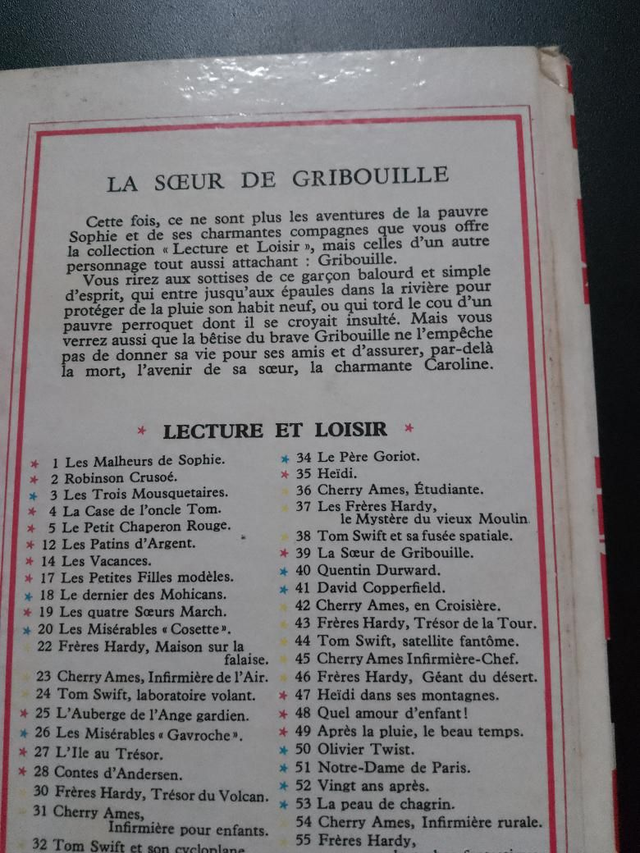 LA SŒUR DE GRIBOUILLE
Cette fois, ce ne sont plus les aventures de la pauvre
Sophie et de ses charmantes compagnes que vous offre
la collection « Lecture et Loisir », mais celles d'un autre
personnage tout aussi attachant : Gribouille.
Vous rirez aux sottises de ce garçon balourd et simple
d'esprit, qui entre jusqu'aux épaules dans la rivière pour
protéger de la pluie son habit neuf, ou qui tord le cou d'un
pauvre perroquet dont il se croyait insulté. Mais vous
verrez aussi que la bêtise du brave Gribouille ne l'empêche
pas de donner sa vie pour ses amis et d'assurer, par-delà
la mort, l'avenir de sa sœur, la charmante Caroline.
* LECTURE ET LOISIR *
* 1 Les Malheurs de Sophie.
* 2 Robinson Crusoé.
* 3 Les Trois Mousquetaires.
* 4 La Case de l'oncle Tom.
* 5 Le Petit Chaperon Rouge.
* 12 Les Patins d'Argent.
* 14 Les Vacances.
* 17 Les Petites Filles modèles.
* 18 Le dernier des Mohicans.
* 19 Les quatre Sœurs March.
* 20 Les Misérables « Cosette ».
* 22 Frères Hardy, Maison sur la
falaise.
* 23 Cherry Ames, Infirmière de l'Air.
* 24 Tom Swift, laboratoire volant.
* 25 L'Auberge de l'Ange gardien.
* 26 Les Misérables « Gavroche ».
* 27 L'Ile au Trésor.
* 28 Contes d'Andersen.
* 30 Frères Hardy, Trésor du Volcan.
* 31 Cherry Ames,
Infirmière pour enfants.
* 32 Tom Swift et son cycloplane
* 34 Le Père Goriot.
* 35 Heïdi.
* 36 Cherry Ames, Étudiante.
* 37 Les Frères Hardy,
le Mystère du vieux Moulin
* 38 Tom Swift et sa fusée spatiale.
* 39 La Sœur de Gribouille.
* 40 Quentin Durward.
* 41 David Copperfield.
* 42 Cherry Ames, en Croisière.
* 43 Frères Hardy, Trésor de la Tour.
* 44 Tom Swift, satellite fantôme.
* 45 Cherry Ames Infirmière-Chef.
* 46 Frères Hardy, Géant du désert.
* 47 Heïdi dans ses montagnes.
* 48 Quel amour d'enfant !
* 49 Après la pluie, le beau temps.
* 50 Olivier Twist.
* 51 Notre-Dame de Paris.
* 52 Vingt ans après.
* 53 La peau de chagrin.
* 54 Cherry Ames, Infirmière rurale.
* 55 Frères Hardy,